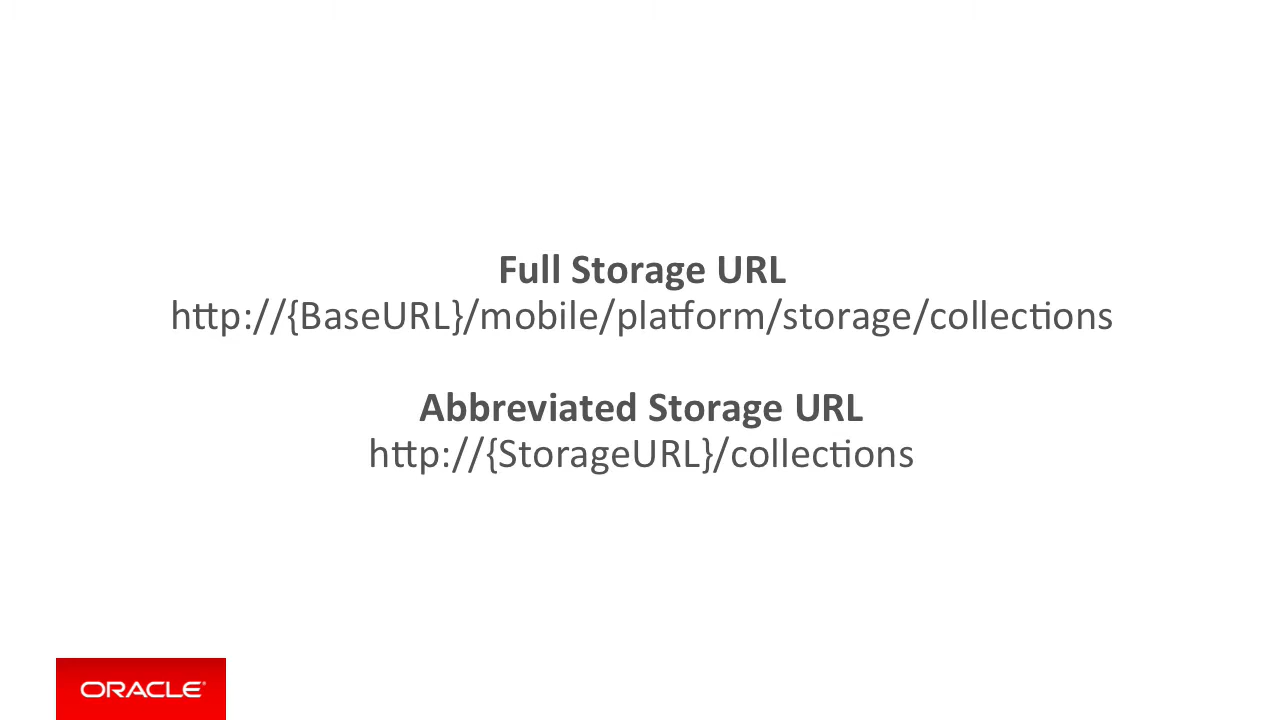 Full Storage URL
http://{BaseURL}/mobile/platform/storage/collections
Abbreviated Storage URL
http://{StorageURL}/collections
ORACLE®